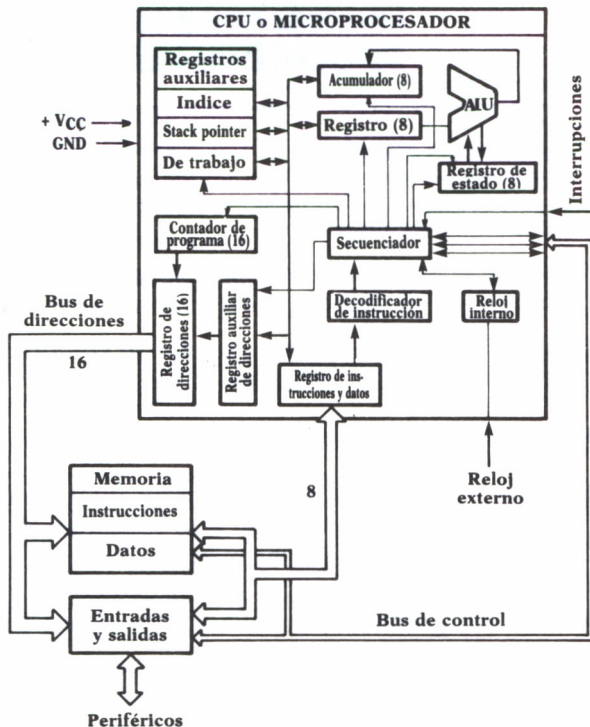 CPU o MICROPROCESADOR
Registros
auxiliares
Indice
Stack pointer
De trabajo
Acumulador (8)
Registro (8)
ALU
Registro de
estado (8)
+ VCC
GND
Interrupciones
Contador de
programa (16)
Secuenciador
Bus de
direcciones
16
Registro de
direcciones (16)
Registro auxiliar
de direcciones
Decodificador
de instrucción
Reloj
interno
Registro de ins-
trucciones y datos
8
Reloj
externo
Memoria
Instrucciones
Datos
Entradas
y salidas
Bus de control
Periféricos